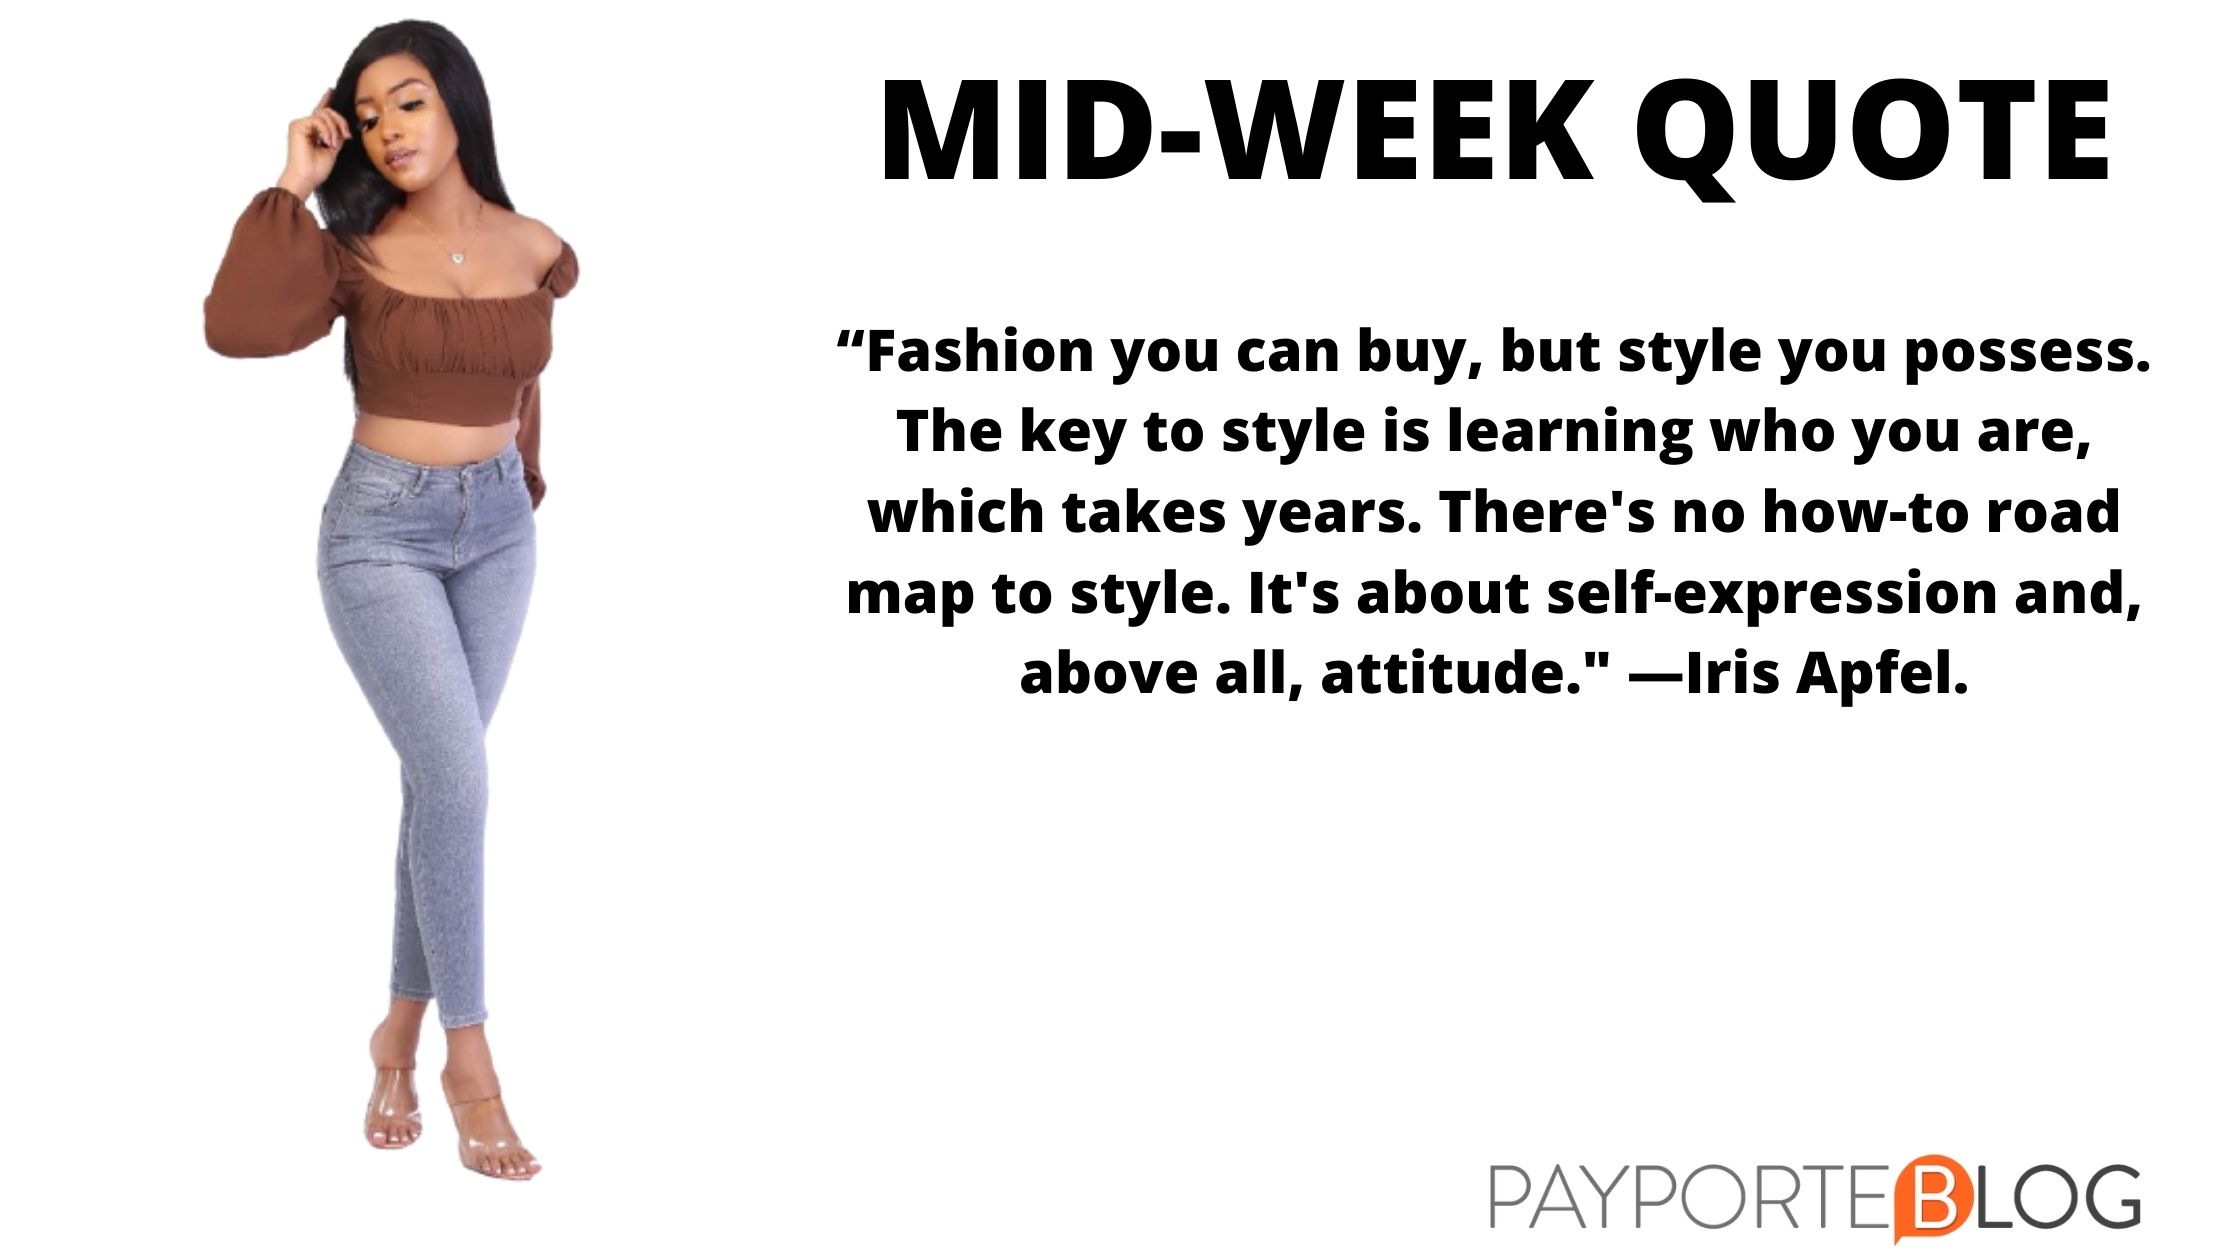 MID-WEEK QUOTE
“Fashion you can buy, but style you possess.
The key to style is learning who you are,
which takes years. There's no how-to road
map to style. It's about self-expression and,
above all, attitude." —Iris Apfel.
PAYPORTEBLOG